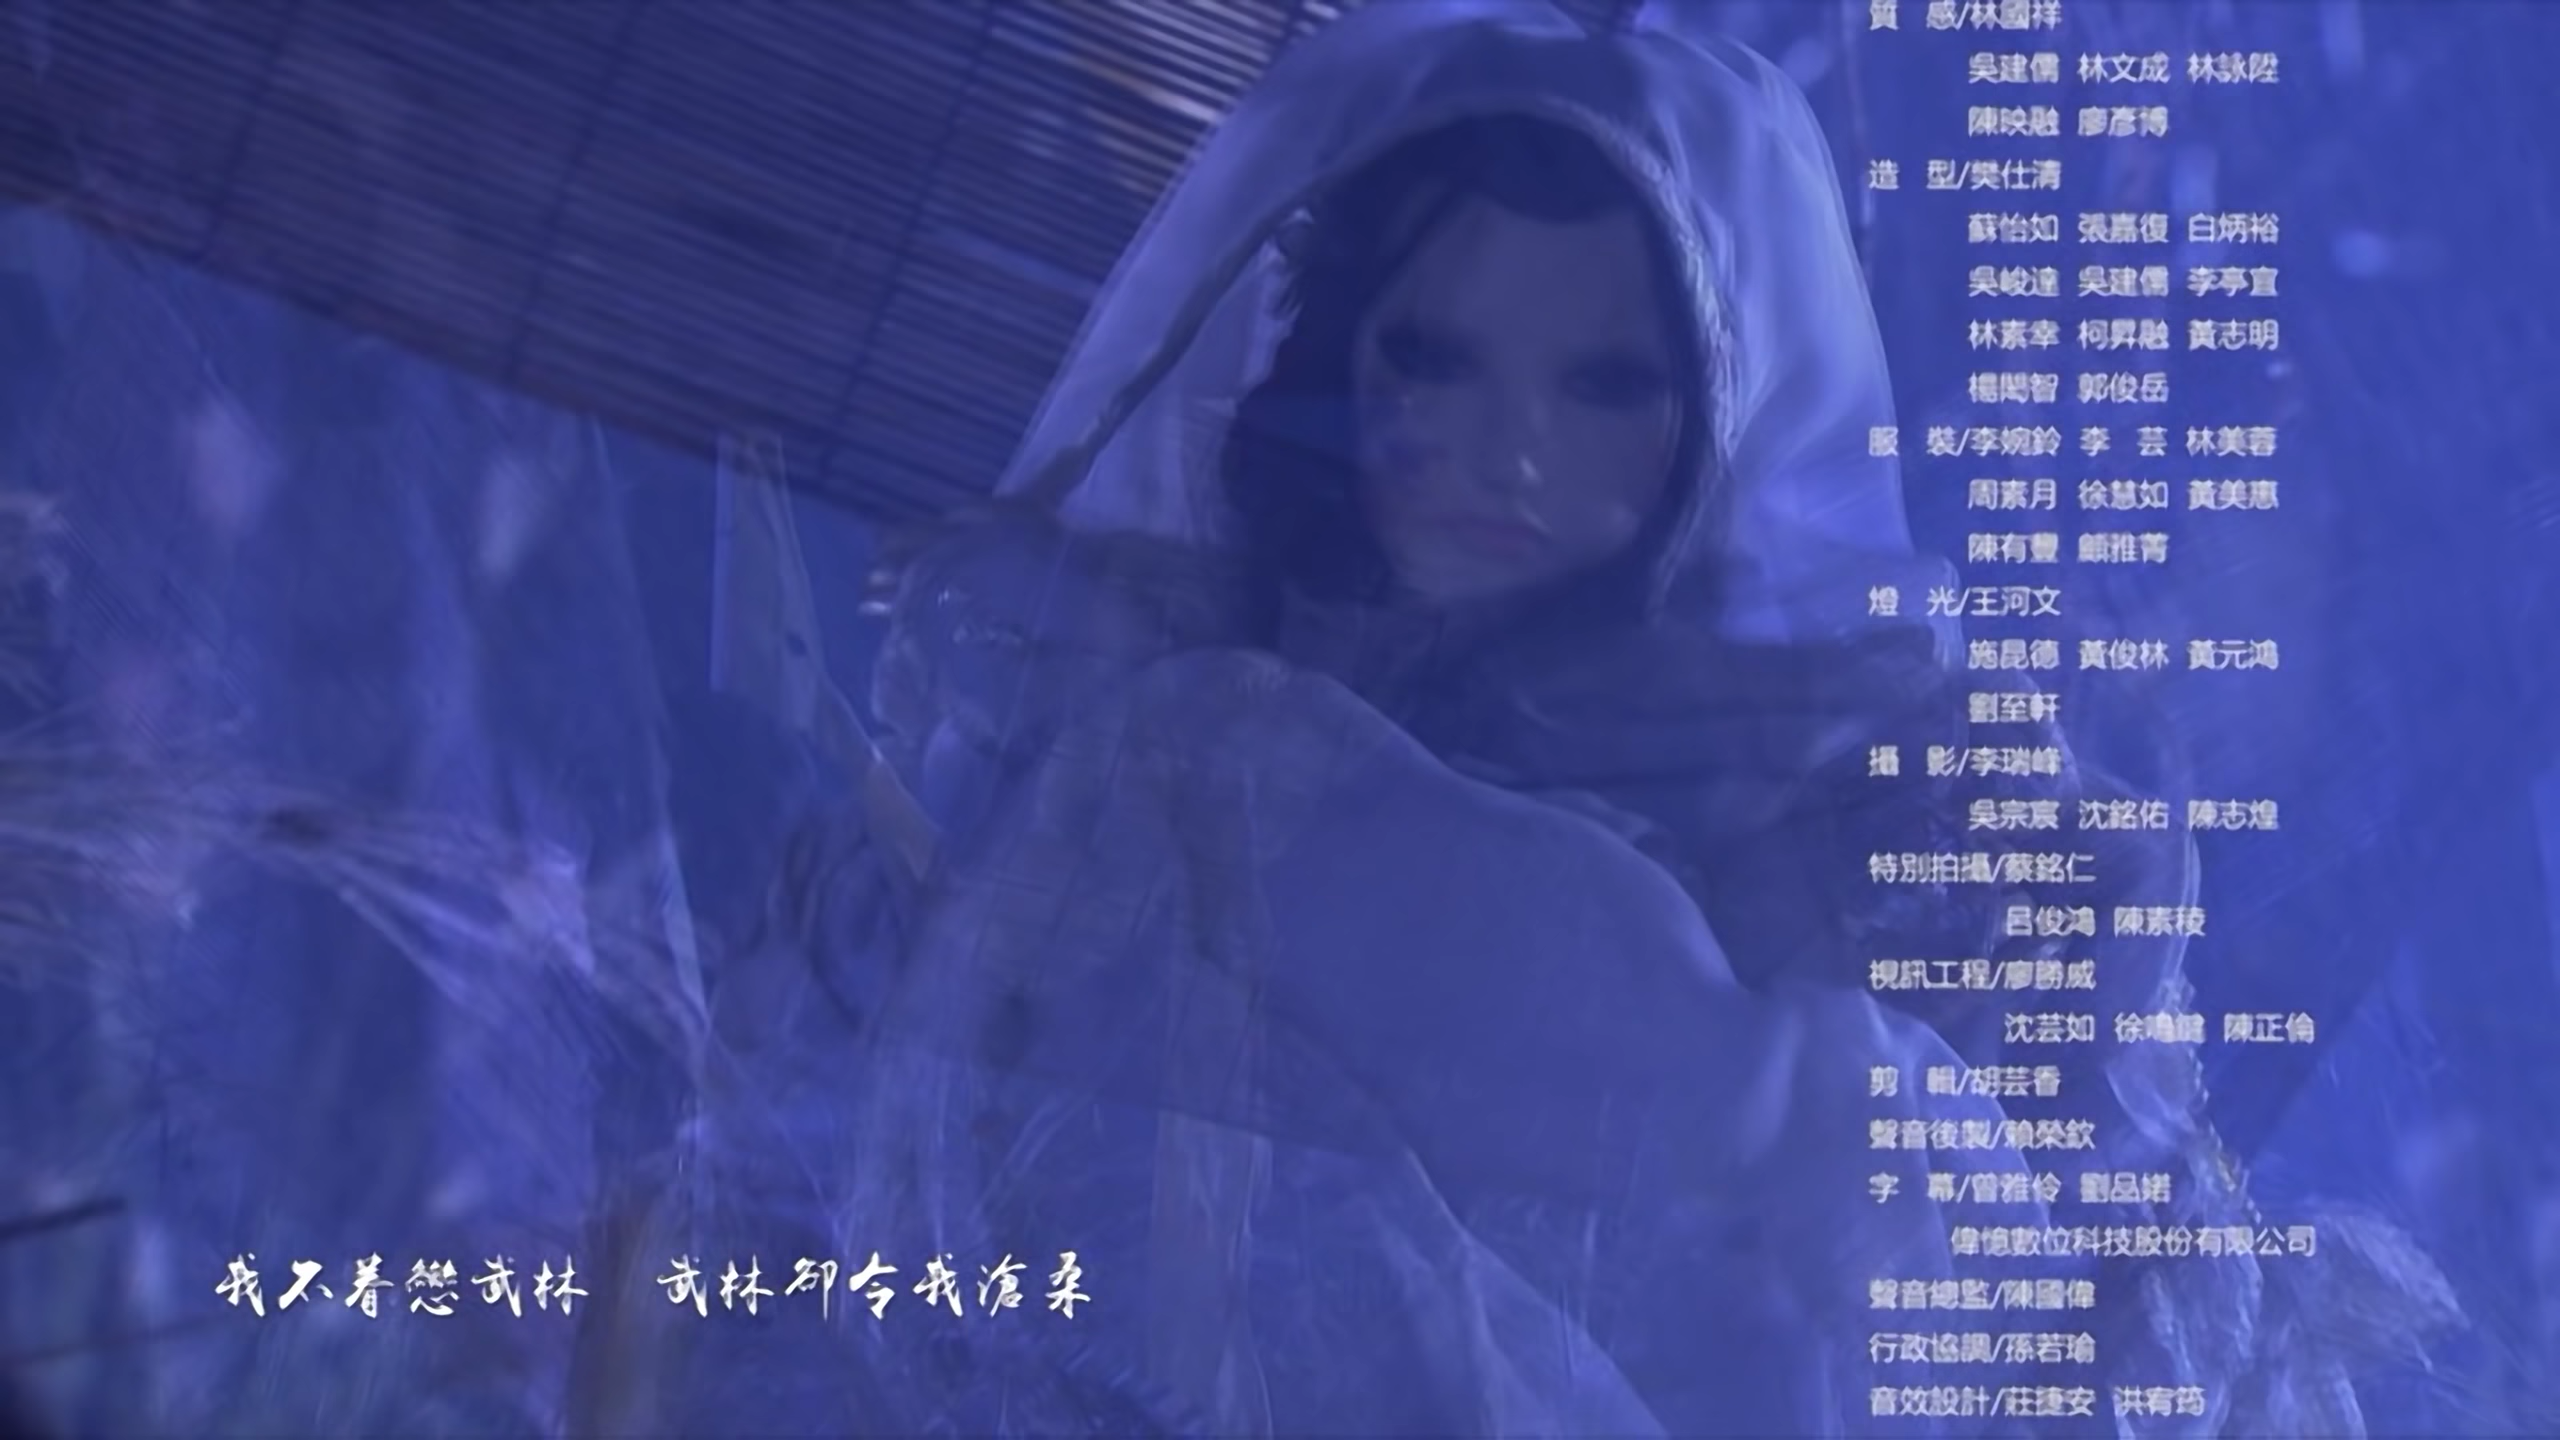 質 感/林國祥
吳建儒 林文成 林詠陞
陳映融 廖彥博
造 型/樊仕清
蘇怡如 張嘉復 白炳裕
吳峻達 吳建儒 李亭宜
林素幸 柯昇融 黃志明
楊閔智 郭俊岳
服 裝/李婉鈴 李 芸 林美蓉
周素月 徐慧如 黃美惠
陳有豐 顧雅菁
燈 光/王河文
施昆德 黃俊林 黃元鴻
劉至軒
攝 影/李瑞峰
吳宗宸 沈銘佑 陳志煌
特別拍攝/蔡銘仁
呂俊鴻 陳素稜
視訊工程/廖勝威
沈芸如 陳正倫
剪 輯/胡芸香
聲音後製/賴榮欽
字 幕/曾雅伶 劉品婼
偉憶數位科技股份有限公司
聲音總監/陳國偉
行政協調/孫若瑜
音效設計/莊捷安 洪宥筠
我不着戀武林 武林卻令我滄桑